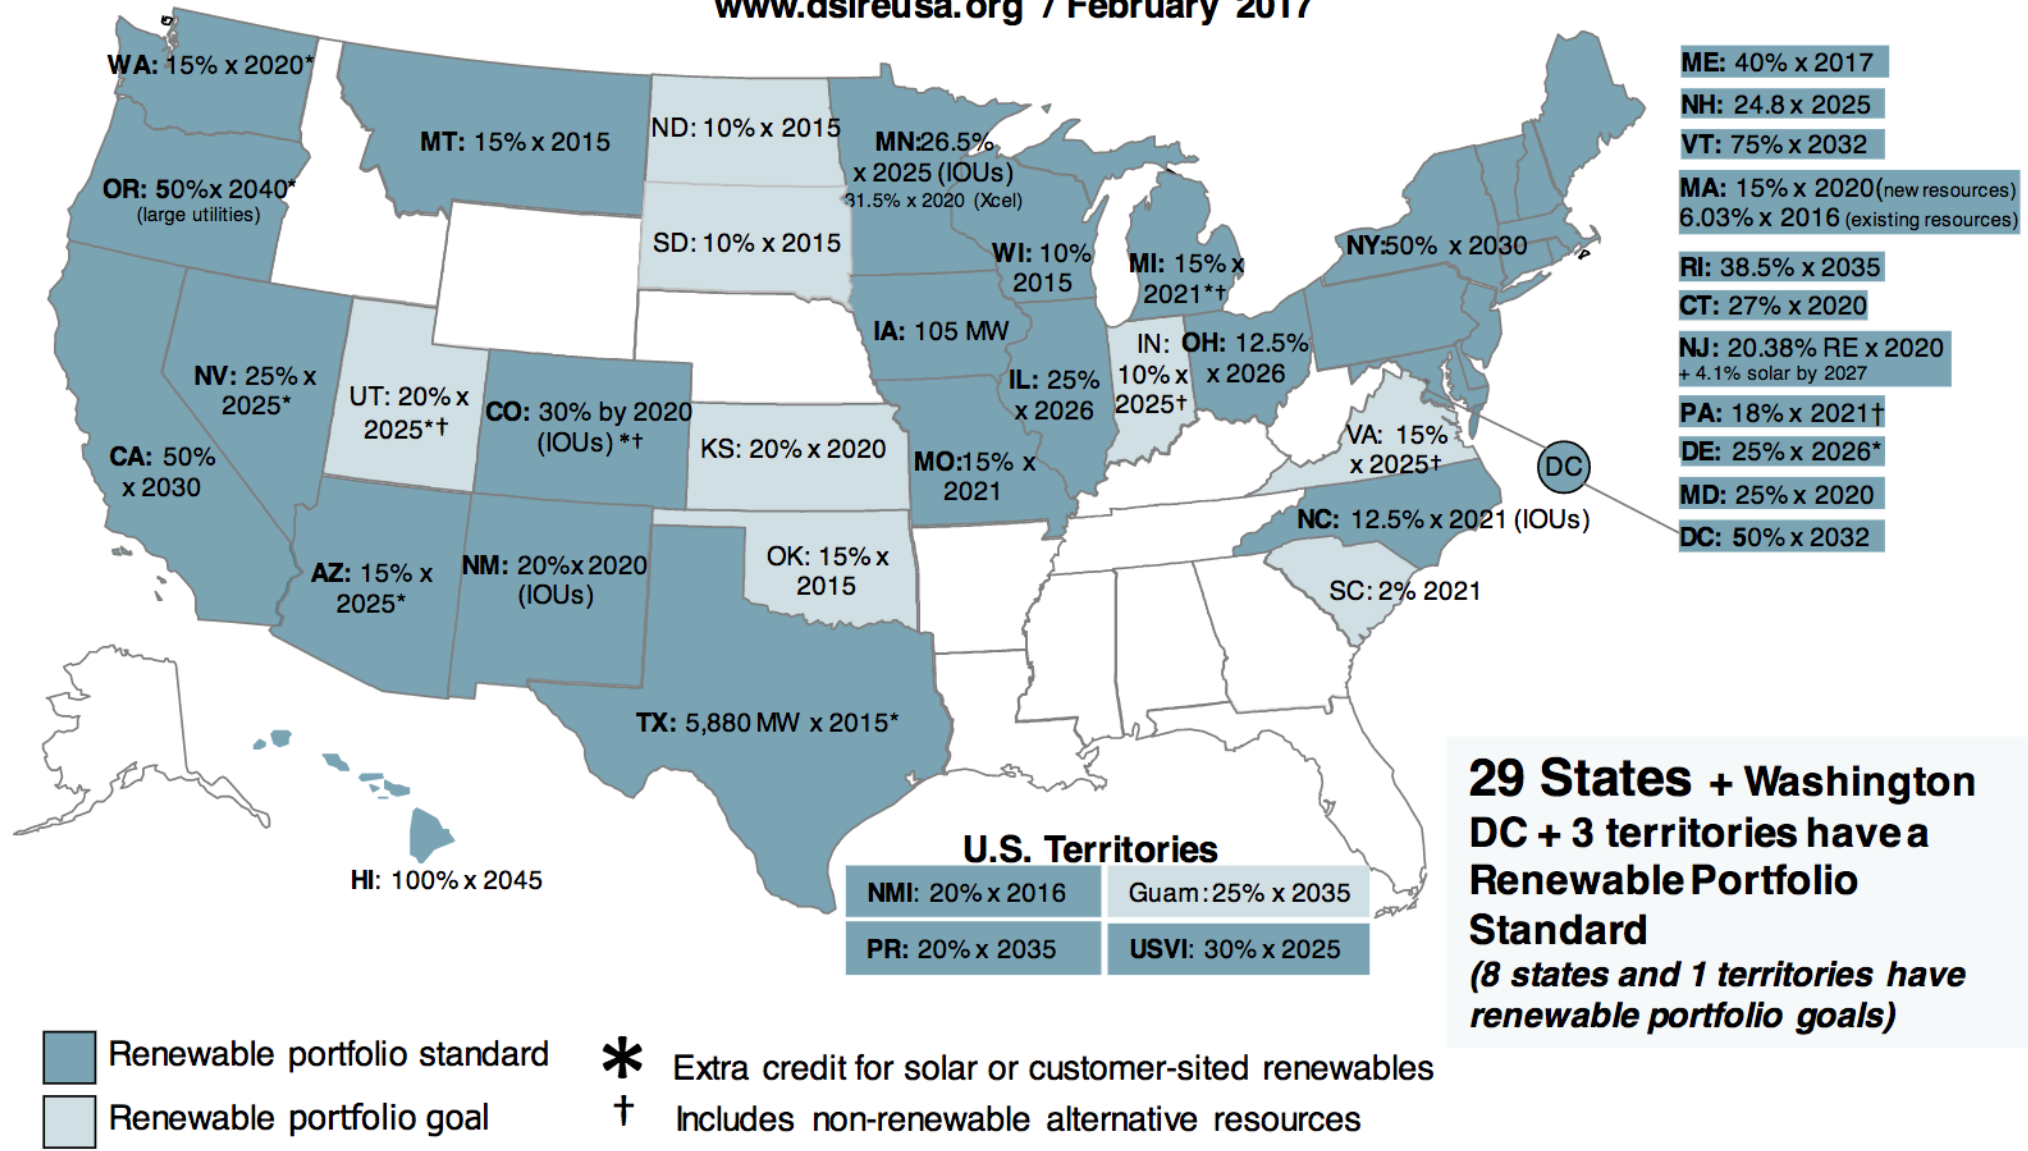 www.dsireusa.org / February 2017
WA: 15% x 2020*
OR: 50%x 2040*
(large utilities)
MT: 15% x 2015
ND: 10% x 2015
SD: 10% x 2015
MN:26.5%
x 2025 (IOUs)
31.5% x 2020 (Xcel)
WI: 10%
2015
MI: 15% x
2021*†
NY:50% x 2030
IA: 105 MW
NV: 25% x
2025*
UT: 20% x
2025*†
CO: 30% by 2020
(IOUs) *†
KS: 20% x 2020
MO:15% x
2021
IL: 25%
x 2026
IN:
10% x
2025†
OH: 12.5%
x 2026
VA: 15%
x 2025†
CA: 50%
x 2030
AZ: 15% x
2025*
NM: 20%x 2020
(IOUs)
OK: 15% x
2015
NC: 12.5% x 2021 (IOUs)
SC: 2% 2021
TX: 5,880 MW x 2015*
HI: 100% x 2045
DC
ME: 40% x 2017
NH: 24.8 x 2025
VT: 75% x 2032
MA: 15% x 2020(new resources)
6.03% x 2016 (existing resources)
RI: 38.5% x 2035
CT: 27% x 2020
NJ: 20.38% RE x 2020
+ 4.1% solar by 2027
PA: 18% x 2021†
DE: 25% x 2026*
MD: 25% x 2020
DC: 50% x 2032
U.S. Territories
NMI: 20% x 2016
Guam: 25% x 2035
PR: 20% x 2035
USVI: 30% x 2025
29 States + Washington
DC + 3 territories have a
Renewable Portfolio
Standard
(8 states and 1 territories have
renewable portfolio goals)
Renewable portfolio standard
Renewable portfolio goal
* Extra credit for solar or customer-sited renewables
† Includes non-renewable alternative resources